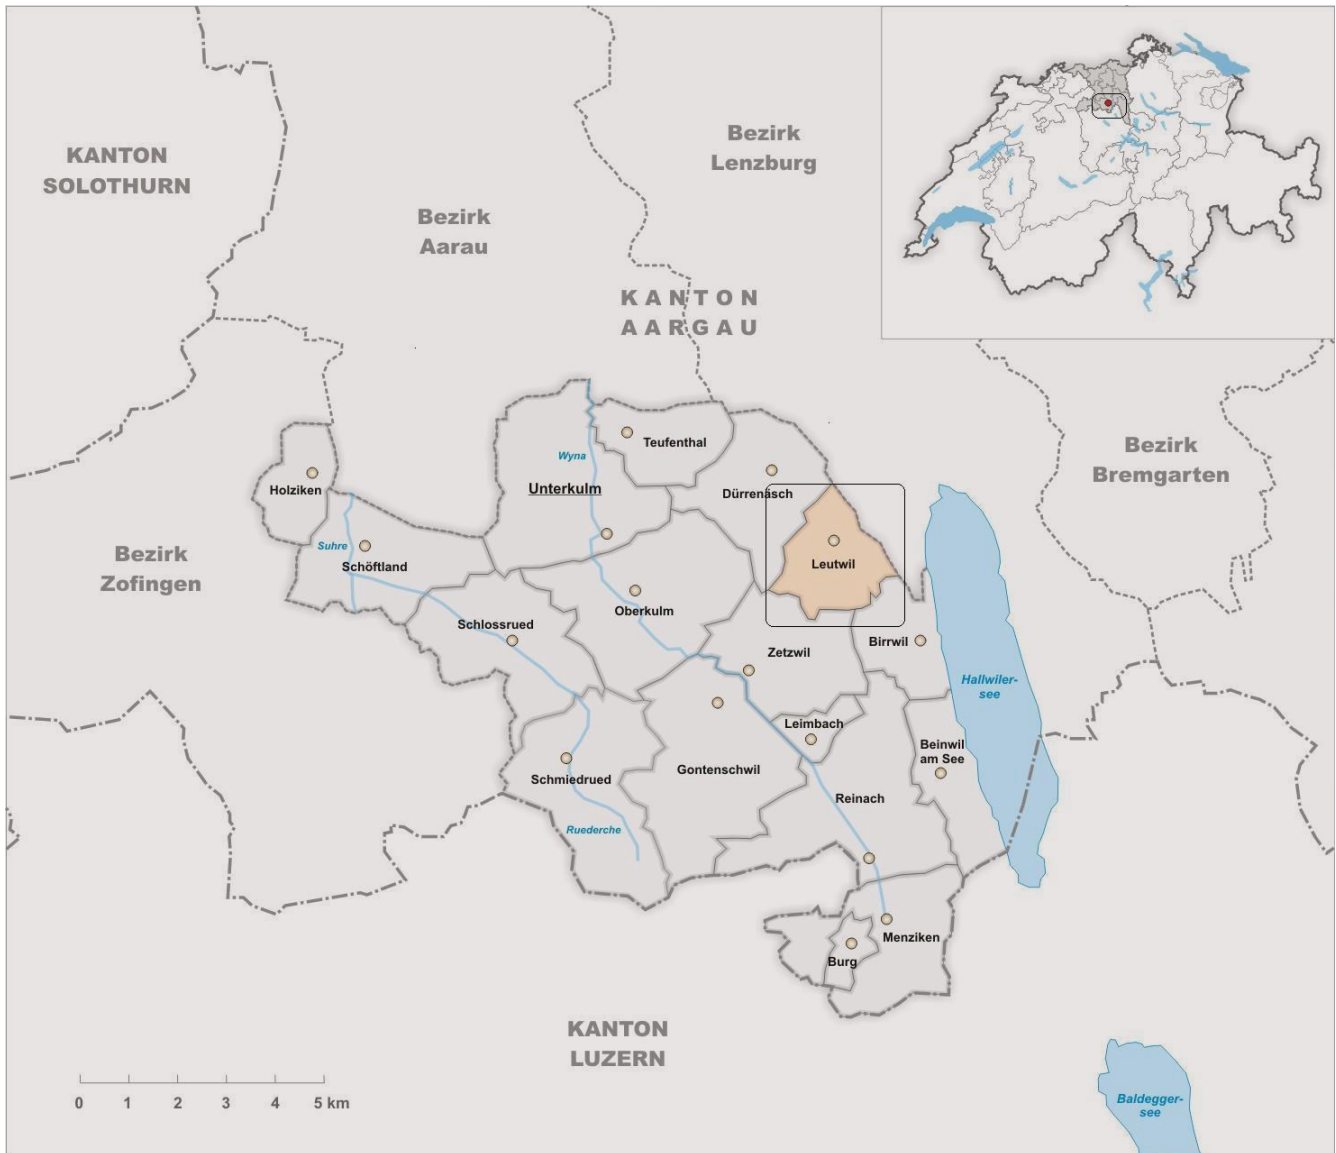 KANTON
SOLOTHURN
Bezirk
Aarau
Bezirk
Lenzburg
KANTON
AARGAU
Bezirk
Bremgarten
Bezirk
Zofingen
Holziken
Suhre
Schöftland
Wyna
Unterkulm
Teufenthal
Dürrenäsch
Leutwil
Schlossrued
Oberkulm
Zetzwil
Birrwil
Hallwiler-
see
Leimbach
Beinwil
am See
Schmiedrued
Gontenschwil
Reinach
Ruederche
Menziken
Burg
KANTON
LUZERN
Baldegger-
see
0 1 2 3 4 5 km